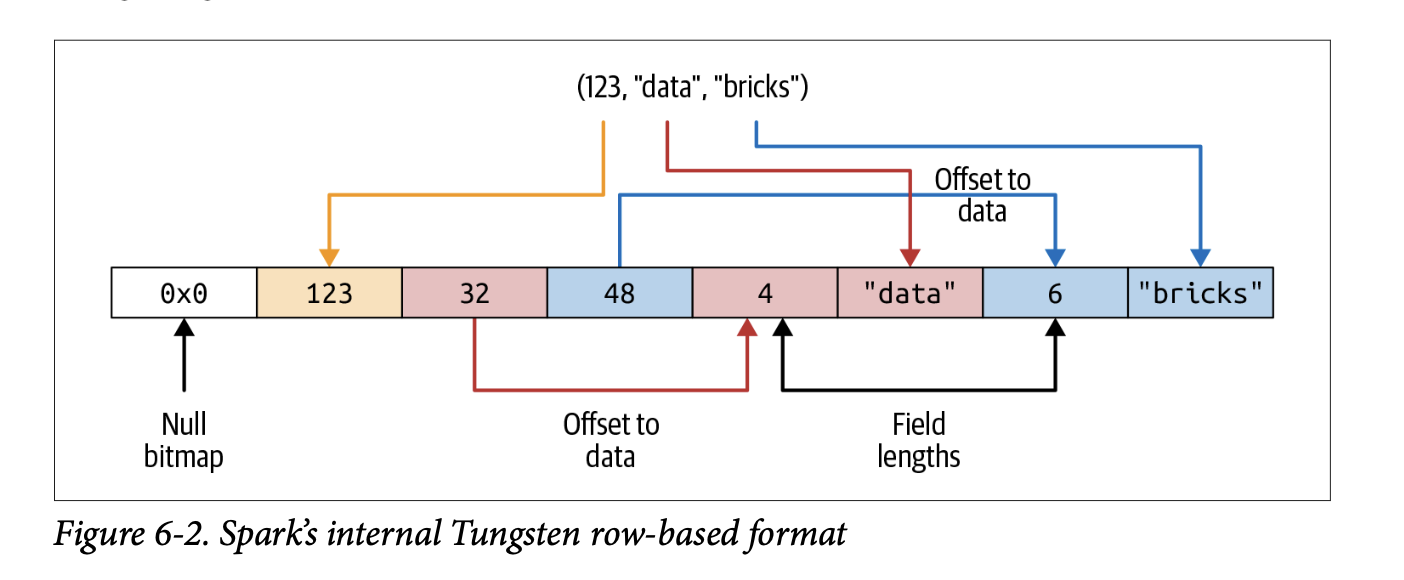 (123, "data", "bricks")
Offset to
data
0x0 123 32 48 4 "data" 6 "bricks"
Null
bitmap
Offset to
data
Field
lengths
Figure 6-2. Spark’s internal Tungsten row-based format